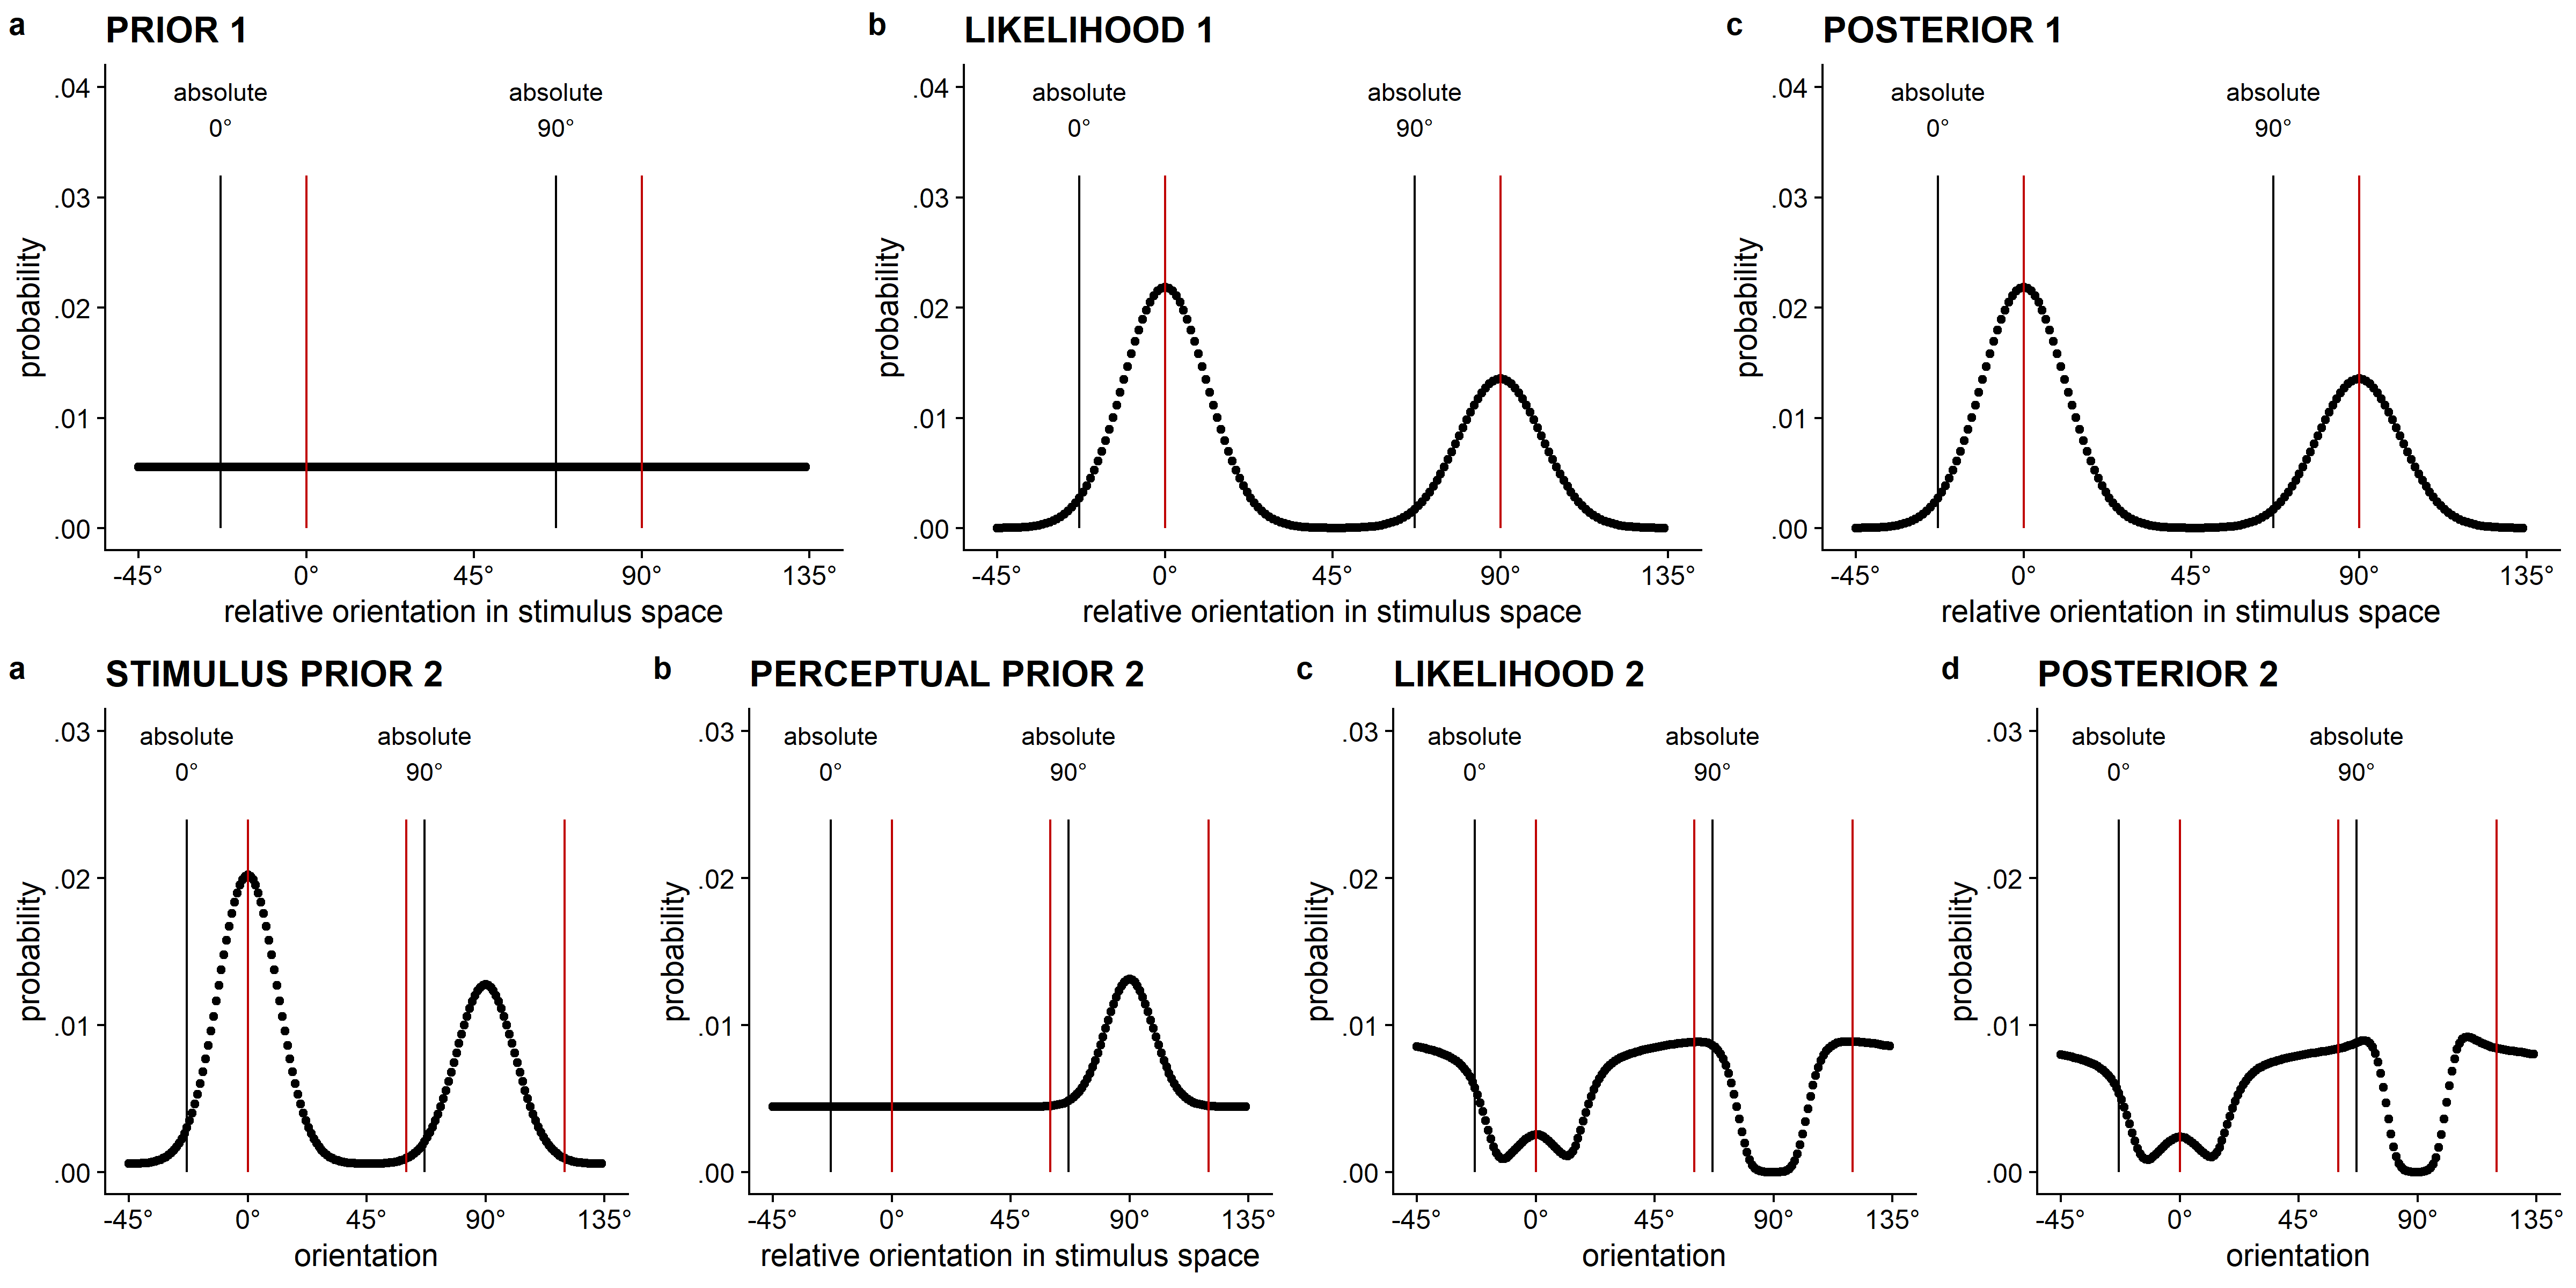 a PRIOR 1
absolute absolute
0° 90°
.04
.03
.02
.01
.00
probability
-45° 0° 45° 90° 135°
relative orientation in stimulus space
b LIKELIHOOD 1
absolute absolute
0° 90°
.04
.03
.02
.01
.00
probability
-45° 0° 45° 90° 135°
relative orientation in stimulus space
c POSTERIOR 1
absolute absolute
0° 90°
.04
.03
.02
.01
.00
probability
-45° 0° 45° 90° 135°
relative orientation in stimulus space
a STIMULUS PRIOR 2
absolute absolute
0° 90°
.03
.02
.01
.00
probability
-45° 0° 45° 90° 135°
orientation
b PERCEPTUAL PRIOR 2
absolute absolute
0° 90°
.03
.02
.01
.00
probability
-45° 0° 45° 90° 135°
relative orientation in stimulus space
c LIKELIHOOD 2
absolute absolute
0° 90°
.03
.02
.01
.00
probability
-45° 0° 45° 90° 135°
orientation
d POSTERIOR 2
absolute absolute
0° 90°
.03
.02
.01
.00
probability
-45° 0° 45° 90° 135°
orientation